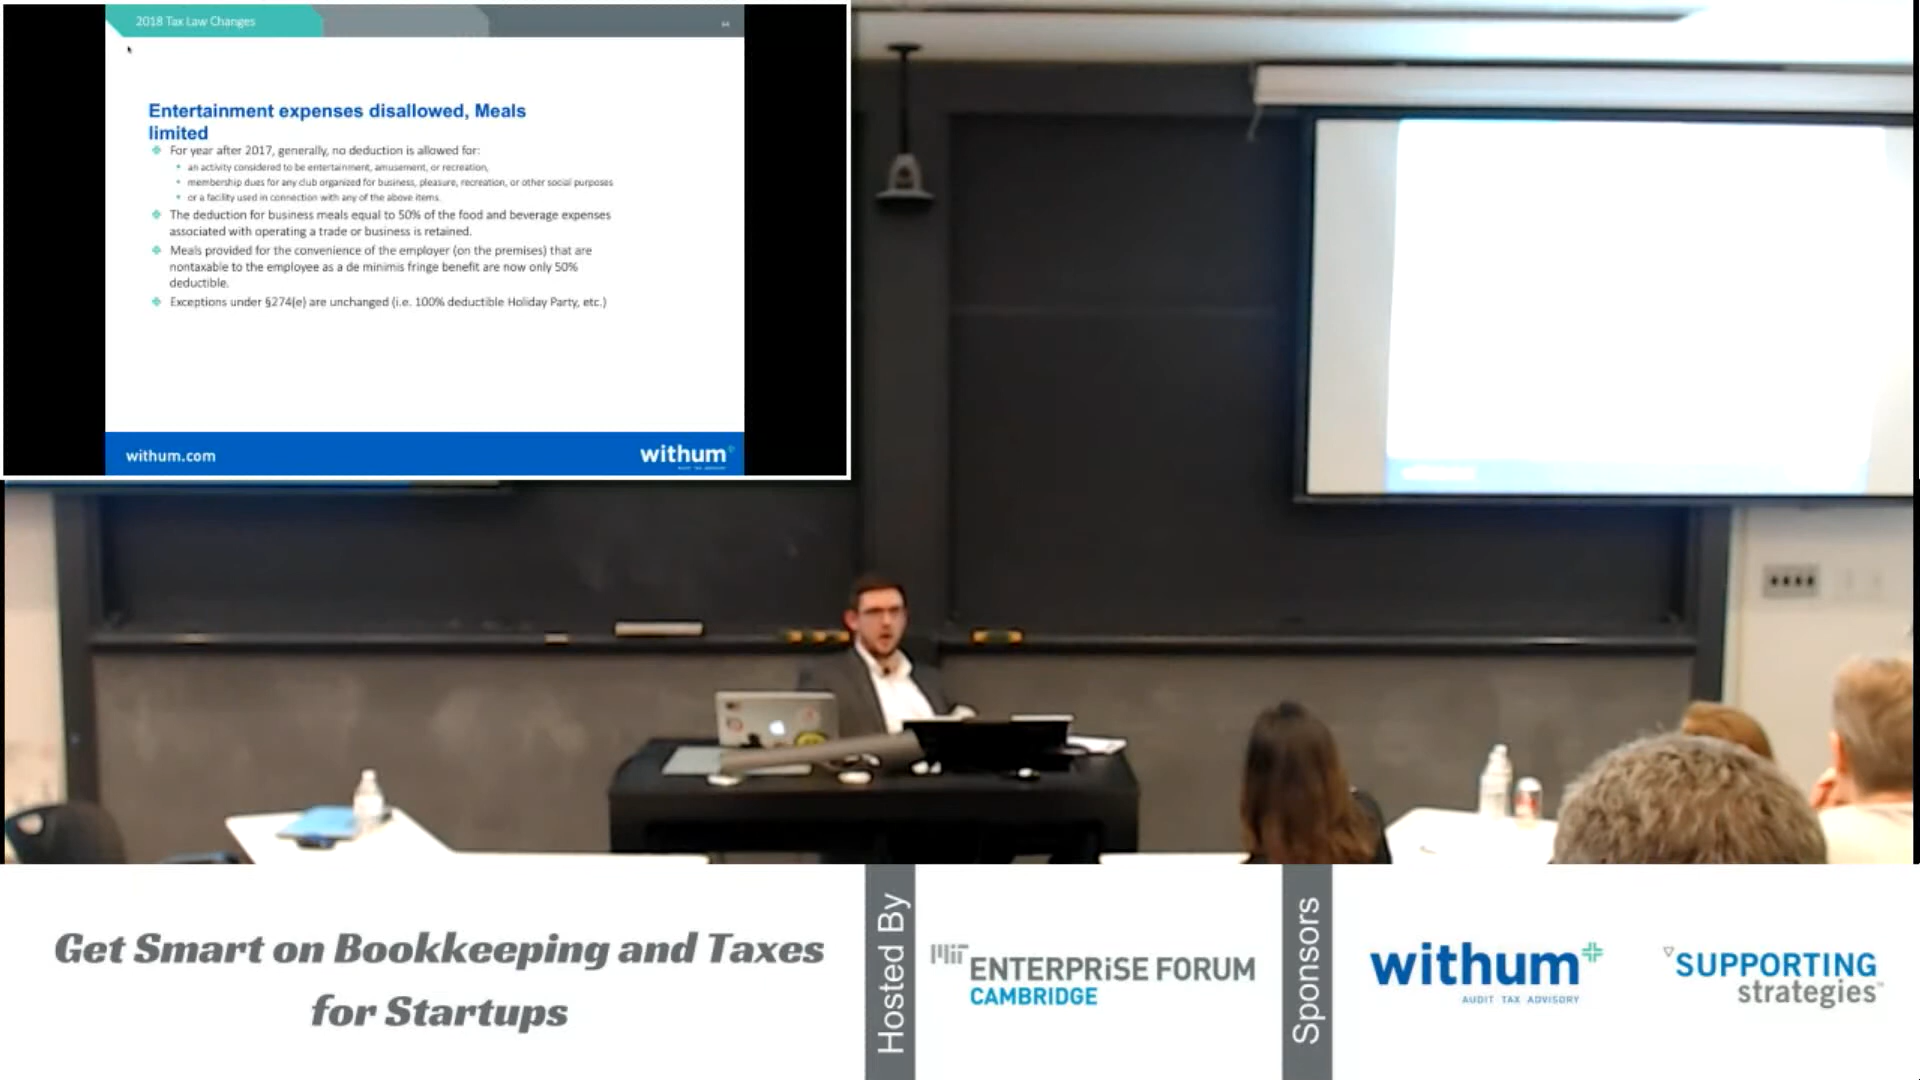 2018 Tax Law Changes
Entertainment expenses disallowed, Meals
limited
For year after 2017, generally, no deduction is allowed for:
an activity considered to be entertainment, amusement, or recreation,
membership dues for any club organized for business, pleasure, recreation, or other social purposes
or a facility used in connection with any of the above items.
The deduction for business meals equal to 50% of the food and beverage expenses
associated with operating a trade or business is retained.
Meals provided for the convenience of the employer (on the premises) that are
nontaxable to the employee as a de minimis fringe benefit are now only 50%
deductible.
Exceptions under §274(e) are unchanged (i.e. 100% deductible Holiday Party, etc.)
withum.com
withum
AUDIT TAX ADVISORY
Get Smart on Bookkeeping and Taxes
for Startups
Hosted By
MIT
ENTERPRiSE FORUM
CAMBRIDGE
Sponsors
withum
AUDIT TAX ADVISORY
SUPPORTING
strategies